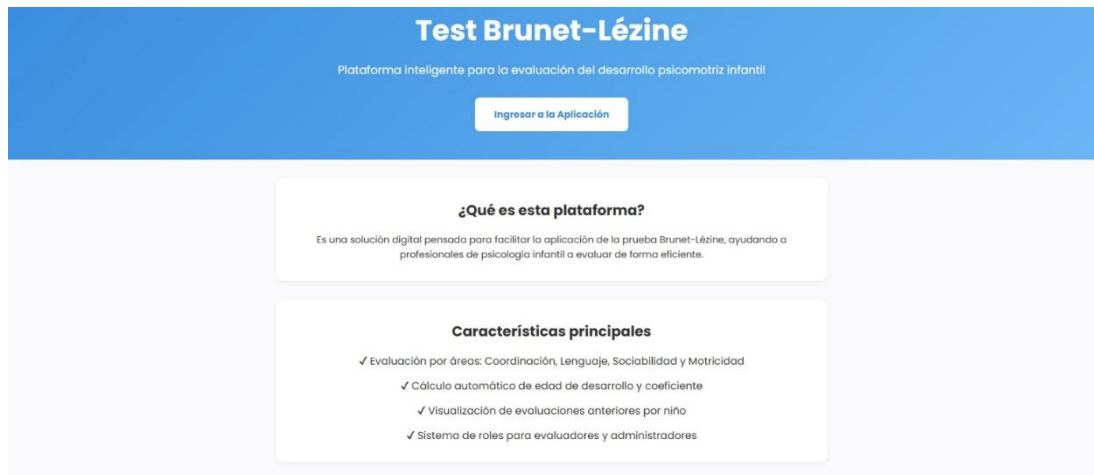 Test Brunet-Lézine
Plataforma inteligente para la evaluación del desarrollo psicomotriz infantil
Ingresar a la Aplicación
¿Qué es esta plataforma?
Es una solución digital pensada para facilitar la aplicación de la prueba Brunet-Lézine, ayudando a
profesionales de psicología infantil a evaluar de forma eficiente.
Características principales
✓ Evaluación por áreas: Coordinación, Lenguaje, Sociabilidad y Motricidad
✓ Cálculo automático de edad de desarrollo y coeficiente
✓ Visualización de evaluaciones anteriores por niño
✓ Sistema de roles para evaluadores y administradores